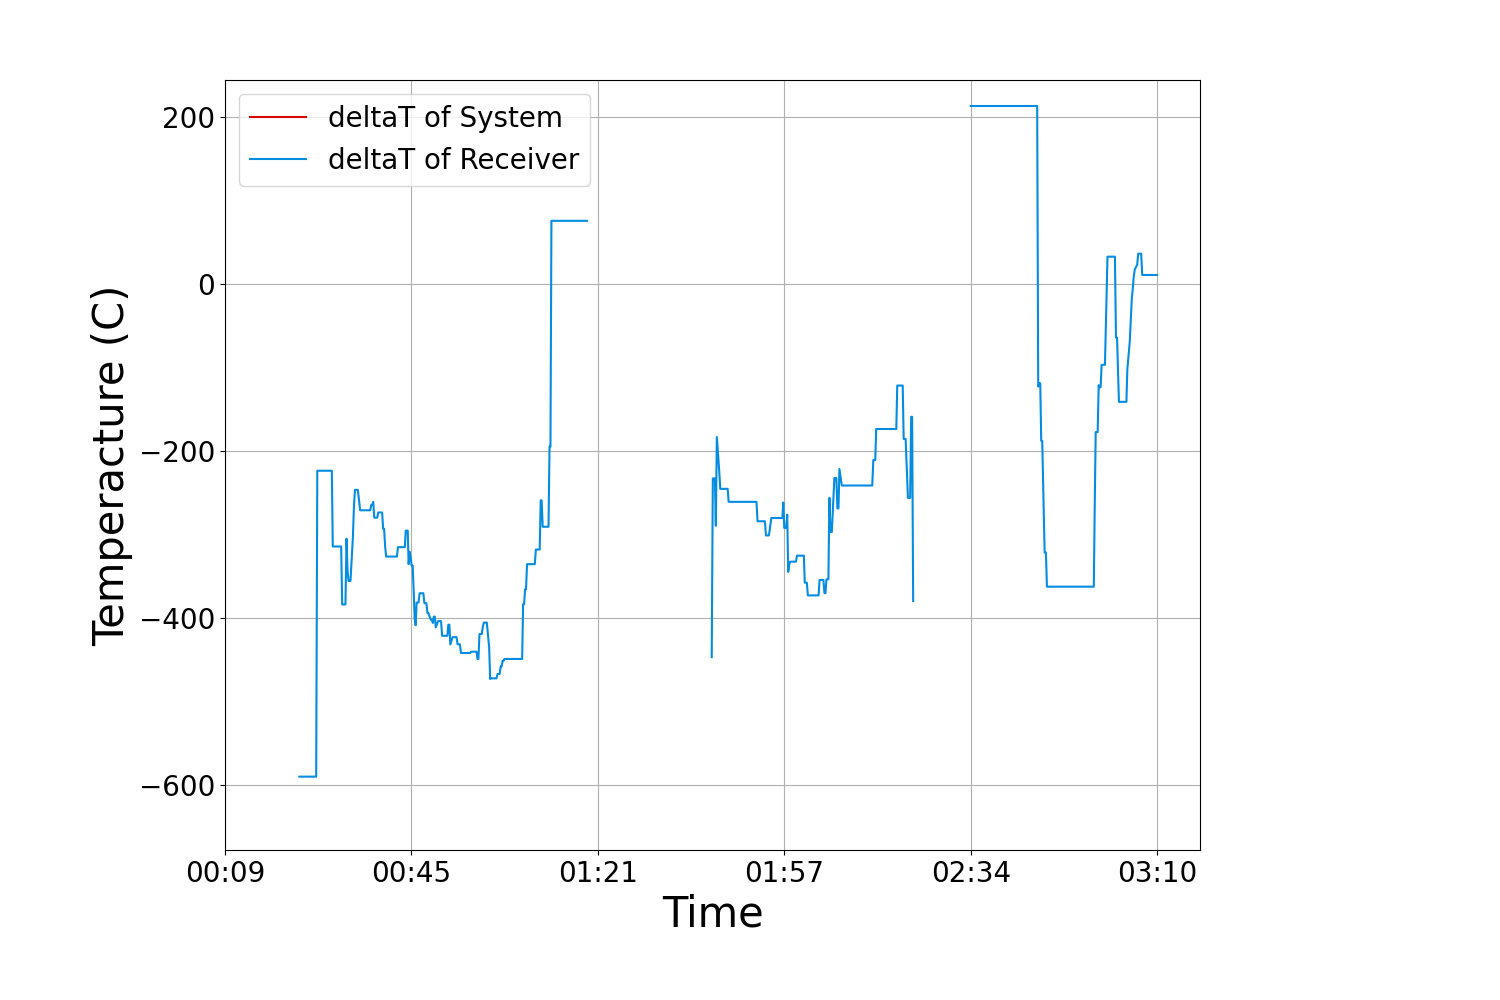 deltaT of System
deltaT of Receiver
200
0
−200
−400
−600
Temperacture (C)
00:09 00:45 01:21 01:57 02:34 03:10
Time